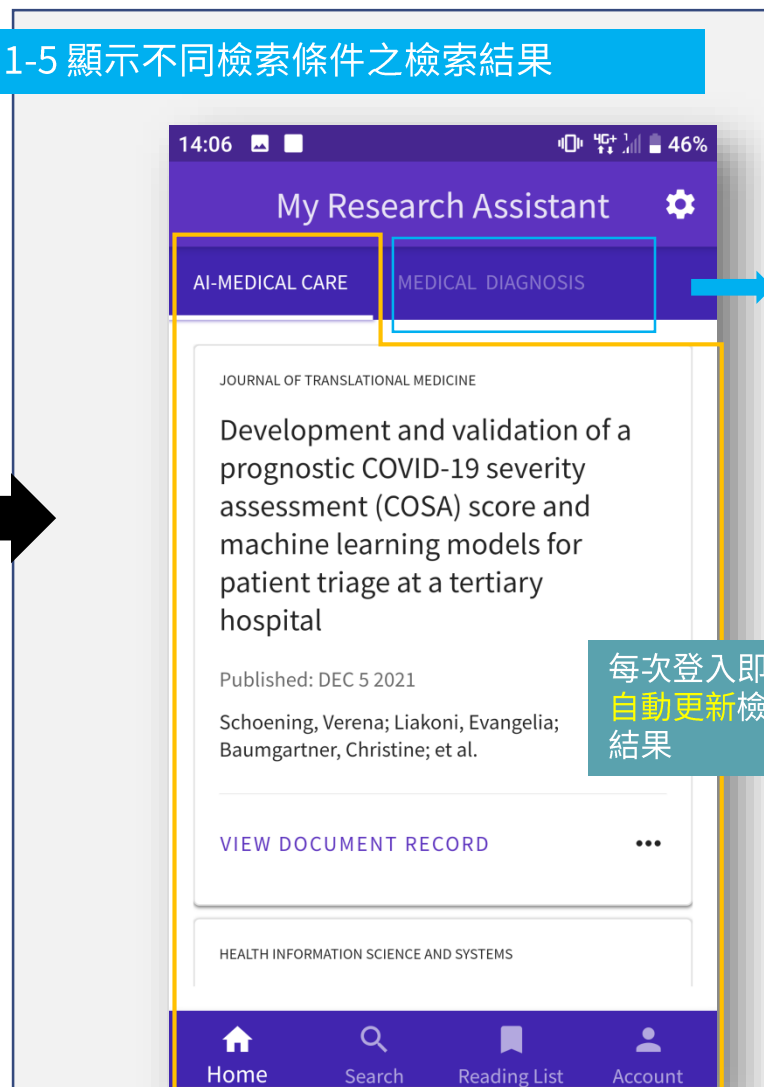 1-5 顯示不同檢索條件之檢索結果
14:06
4G+
46%
My Research Assistant
AI-MEDICAL CARE
MEDICAL DIAGNOSIS
JOURNAL OF TRANSLATIONAL MEDICINE
Development and validation of a
prognostic COVID-19 severity
assessment (COSA) score and
machine learning models for
patient triage at a tertiary
hospital
Published: DEC 5 2021
Schoening, Verena; Liakoni, Evangelia;
Baumgartner, Christine; et al.
每次登入即
自動更新檢
結果
VIEW DOCUMENT RECORD
HEALTH INFORMATION SCIENCE AND SYSTEMS
Home
Search
Reading List
Account